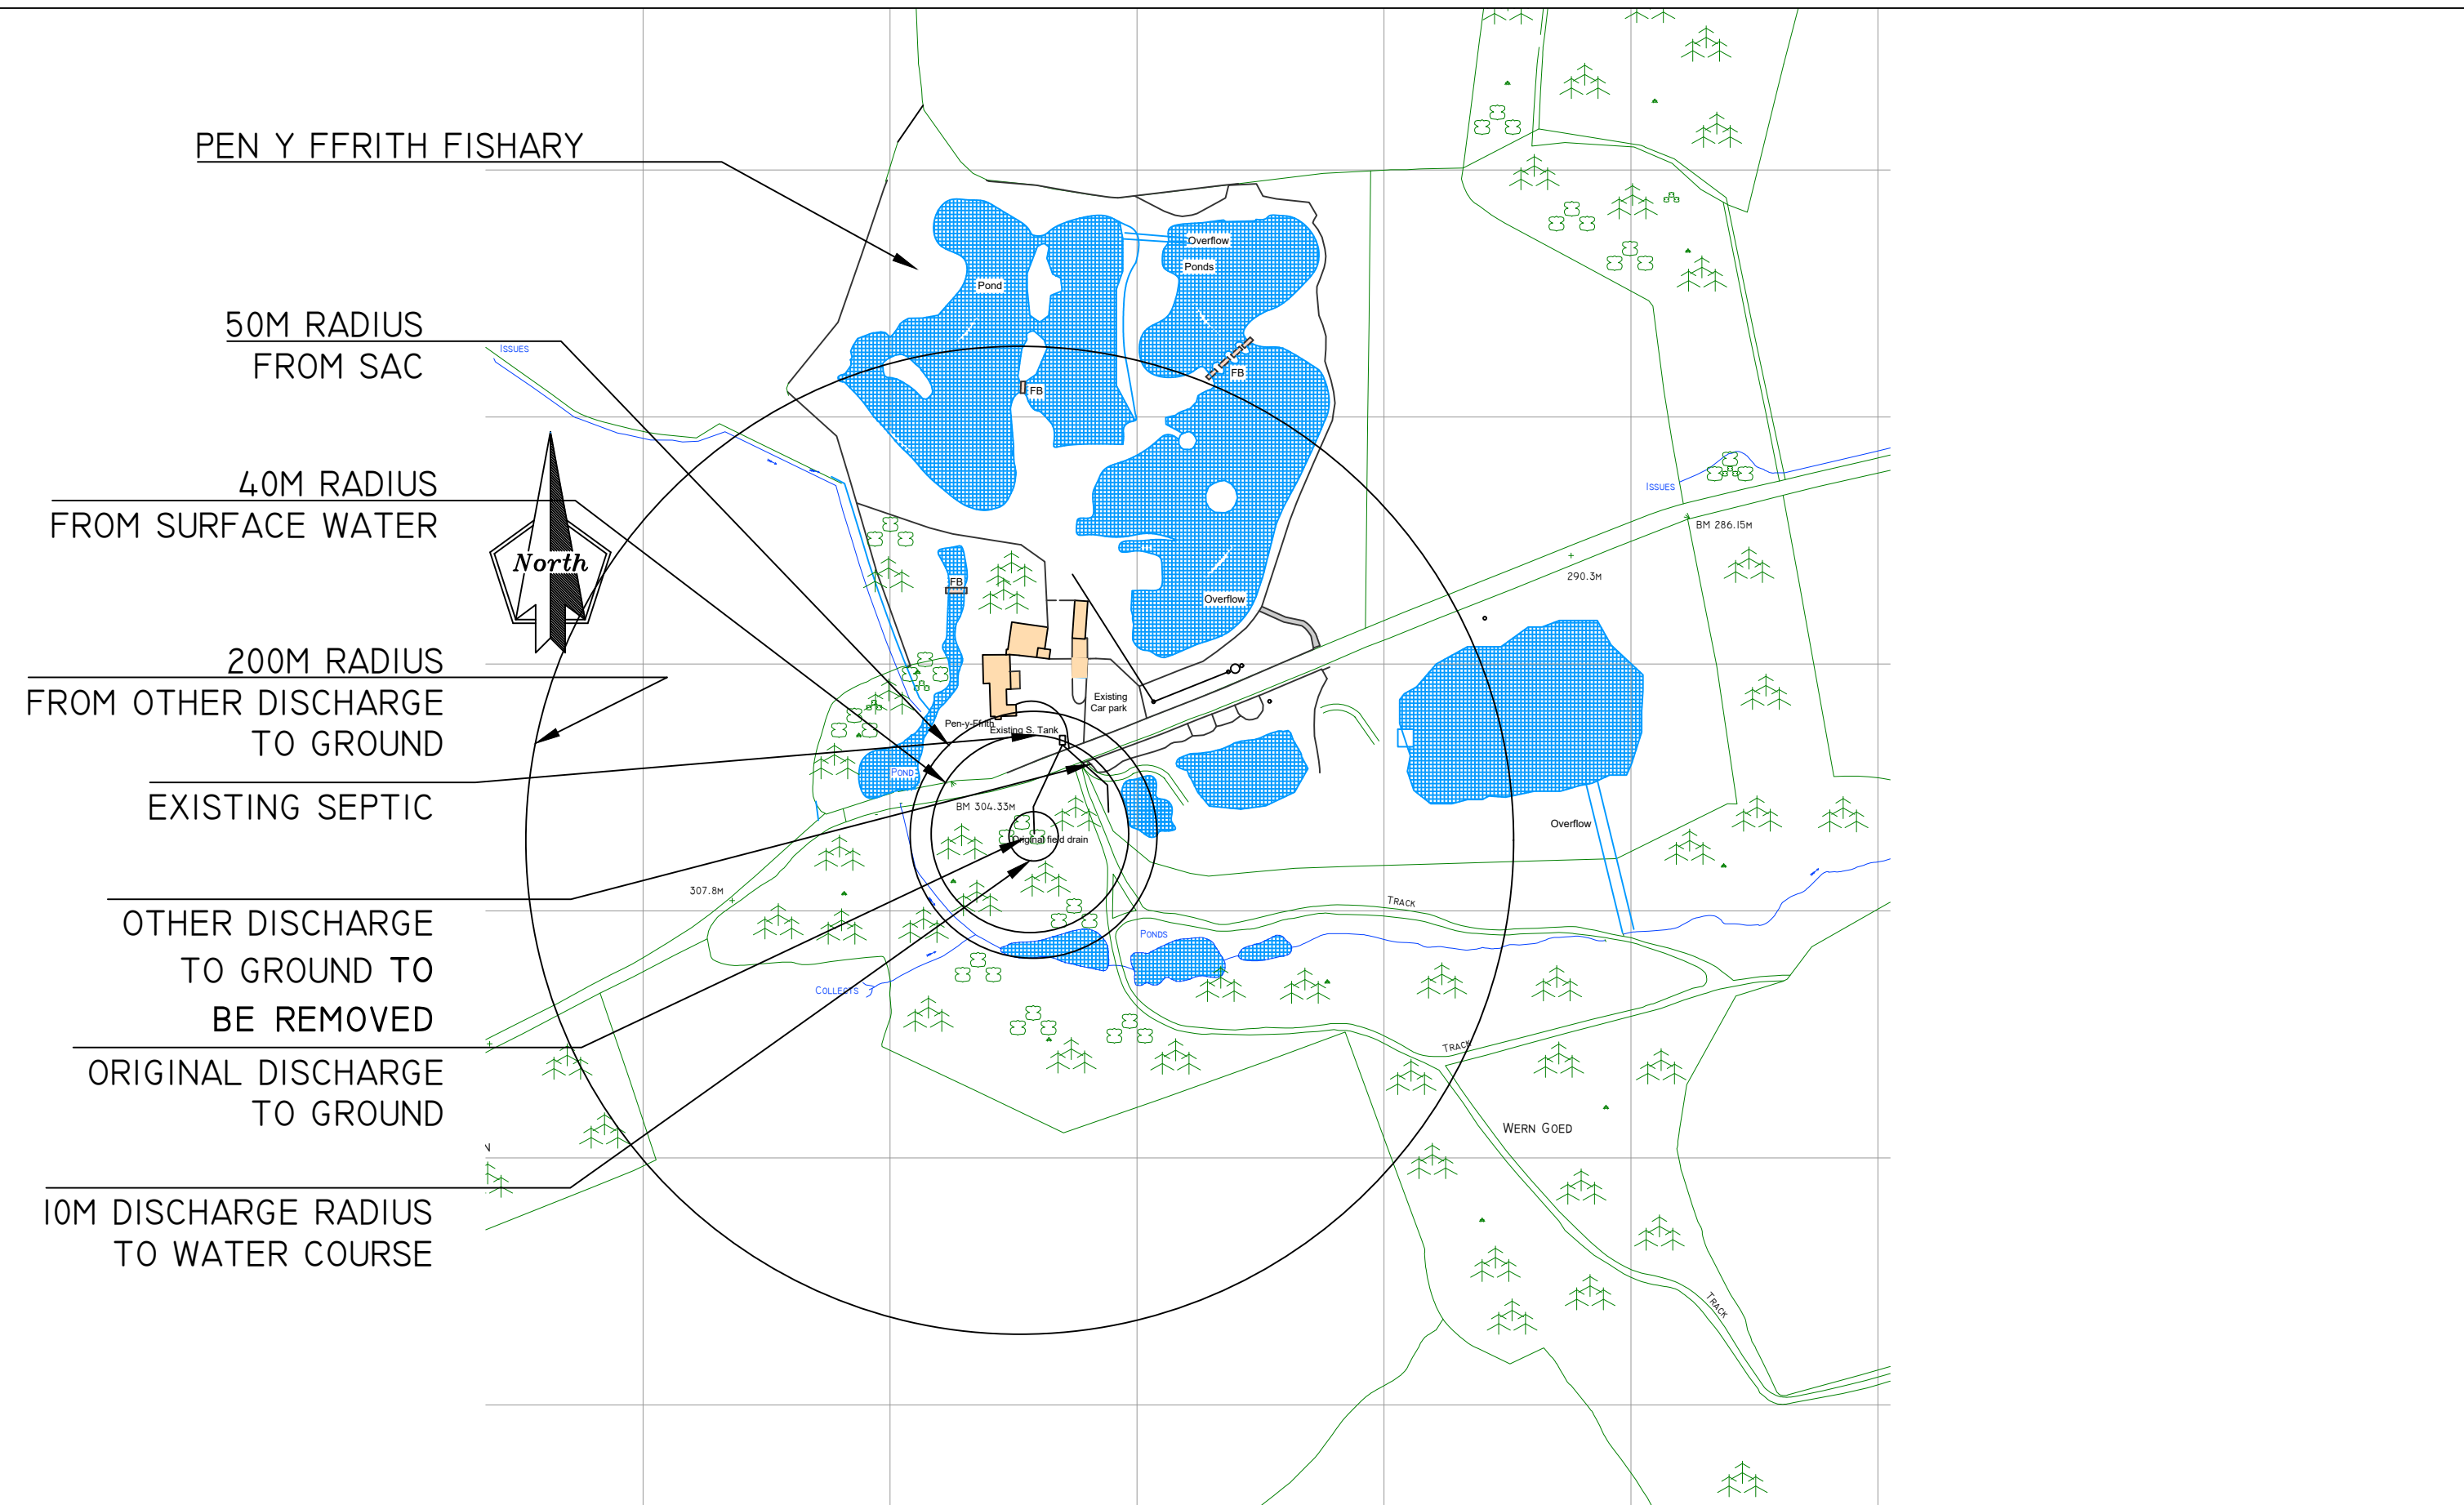 PEN Y FFRITH FISHARY
50M RADIUS
FROM SAC
40M RADIUS
FROM SURFACE WATER
North
200M RADIUS
FROM OTHER DISCHARGE
TO GROUND
EXISTING SEPTIC
OTHER DISCHARGE
TO GROUND TO
BE REMOVED
ORIGINAL DISCHARGE
TO GROUND
10M DISCHARGE RADIUS
TO WATER COURSE
Overflow
Ponds
Pond
ISSUES
FB
FB
ISSUES
BM 286.15M
290.3M
FB
Overflow
Existing
Car park
Pen-y-Ffrith
Existing S. Tank
POND
BM 304.33M
Original field drain
Overflow
307.8M
TRACK
PONDS
COLLECTS
TRACK
WERN GOED
N
TRACK